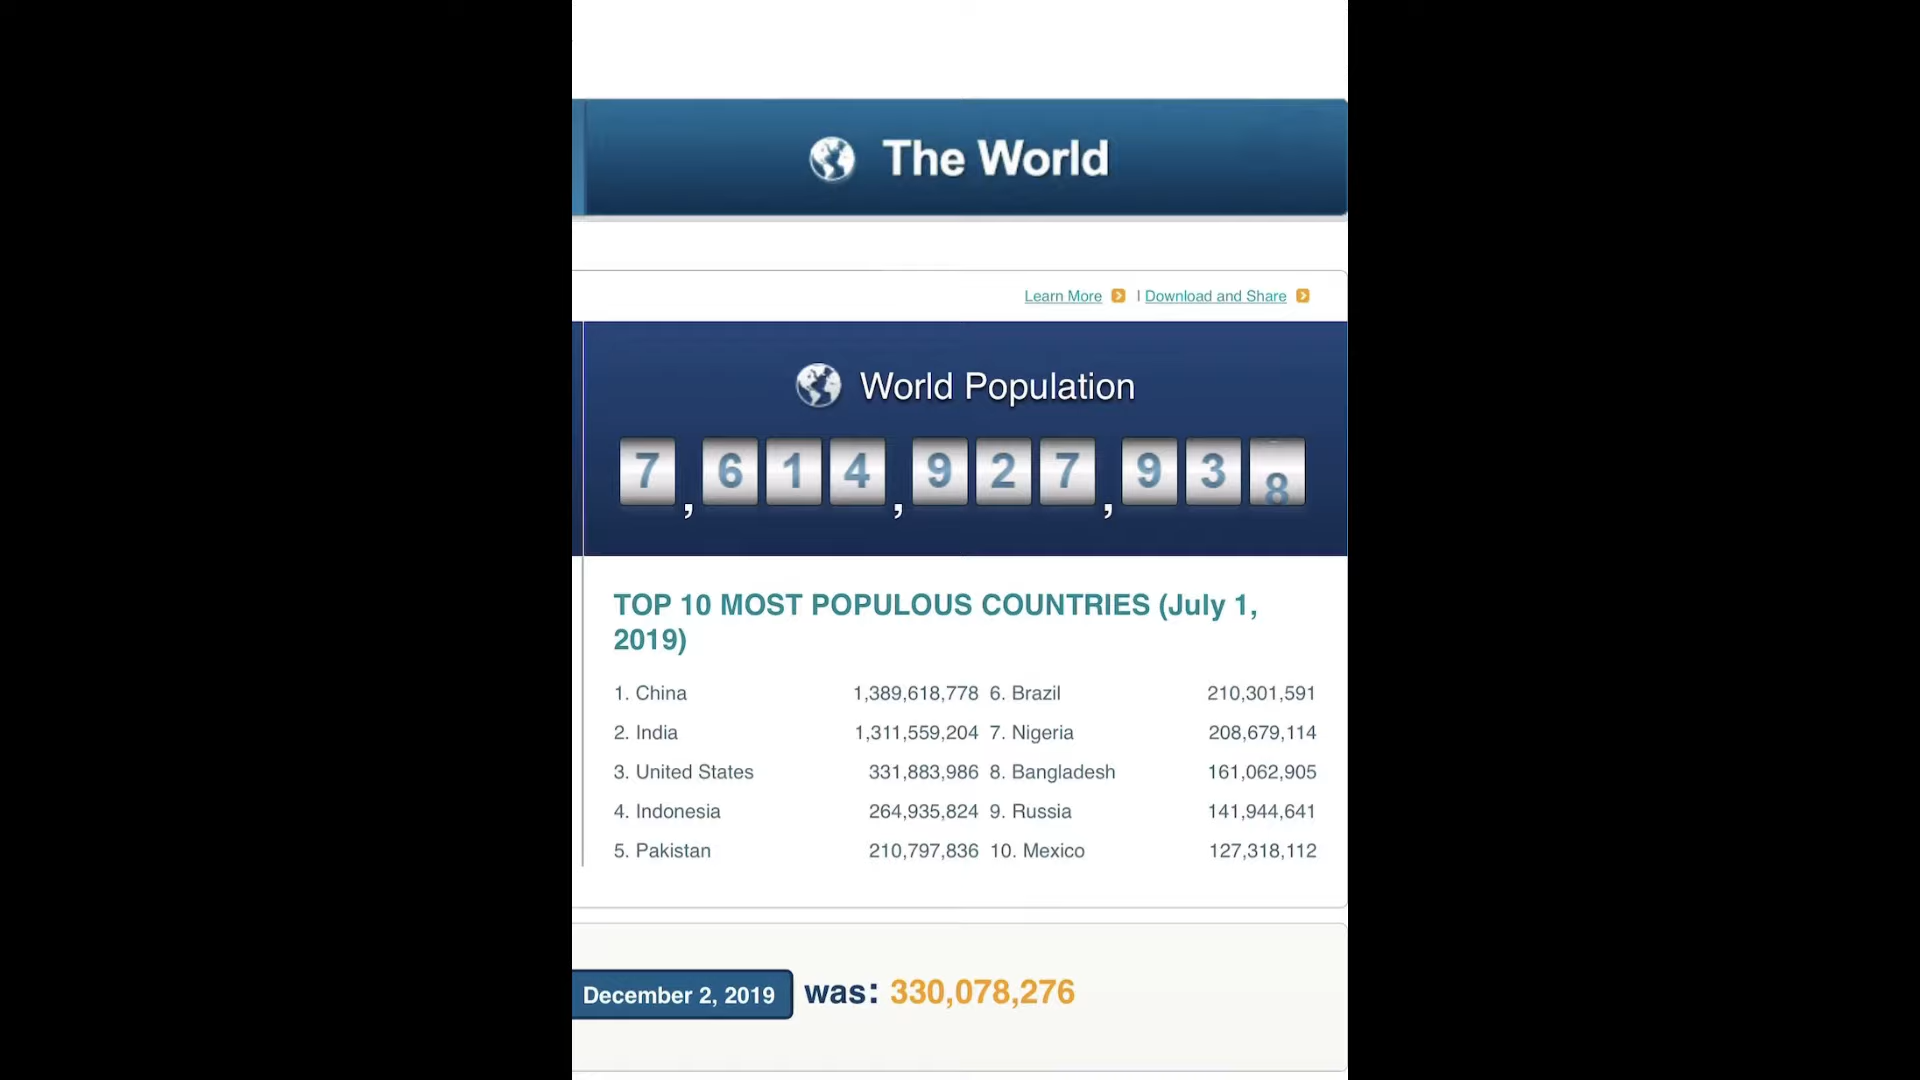 The World
Learn More | Download and Share
World Population
7,614,927,938
TOP 10 MOST POPULOUS COUNTRIES (July 1,
2019)
1. China 1,389,618,778 6. Brazil 210,301,591
2. India 1,311,559,204 7. Nigeria 208,679,114
3. United States 331,883,986 8. Bangladesh 161,062,905
4. Indonesia 264,935,824 9. Russia 141,944,641
5. Pakistan 210,797,836 10. Mexico 127,318,112
December 2, 2019 was: 330,078,276